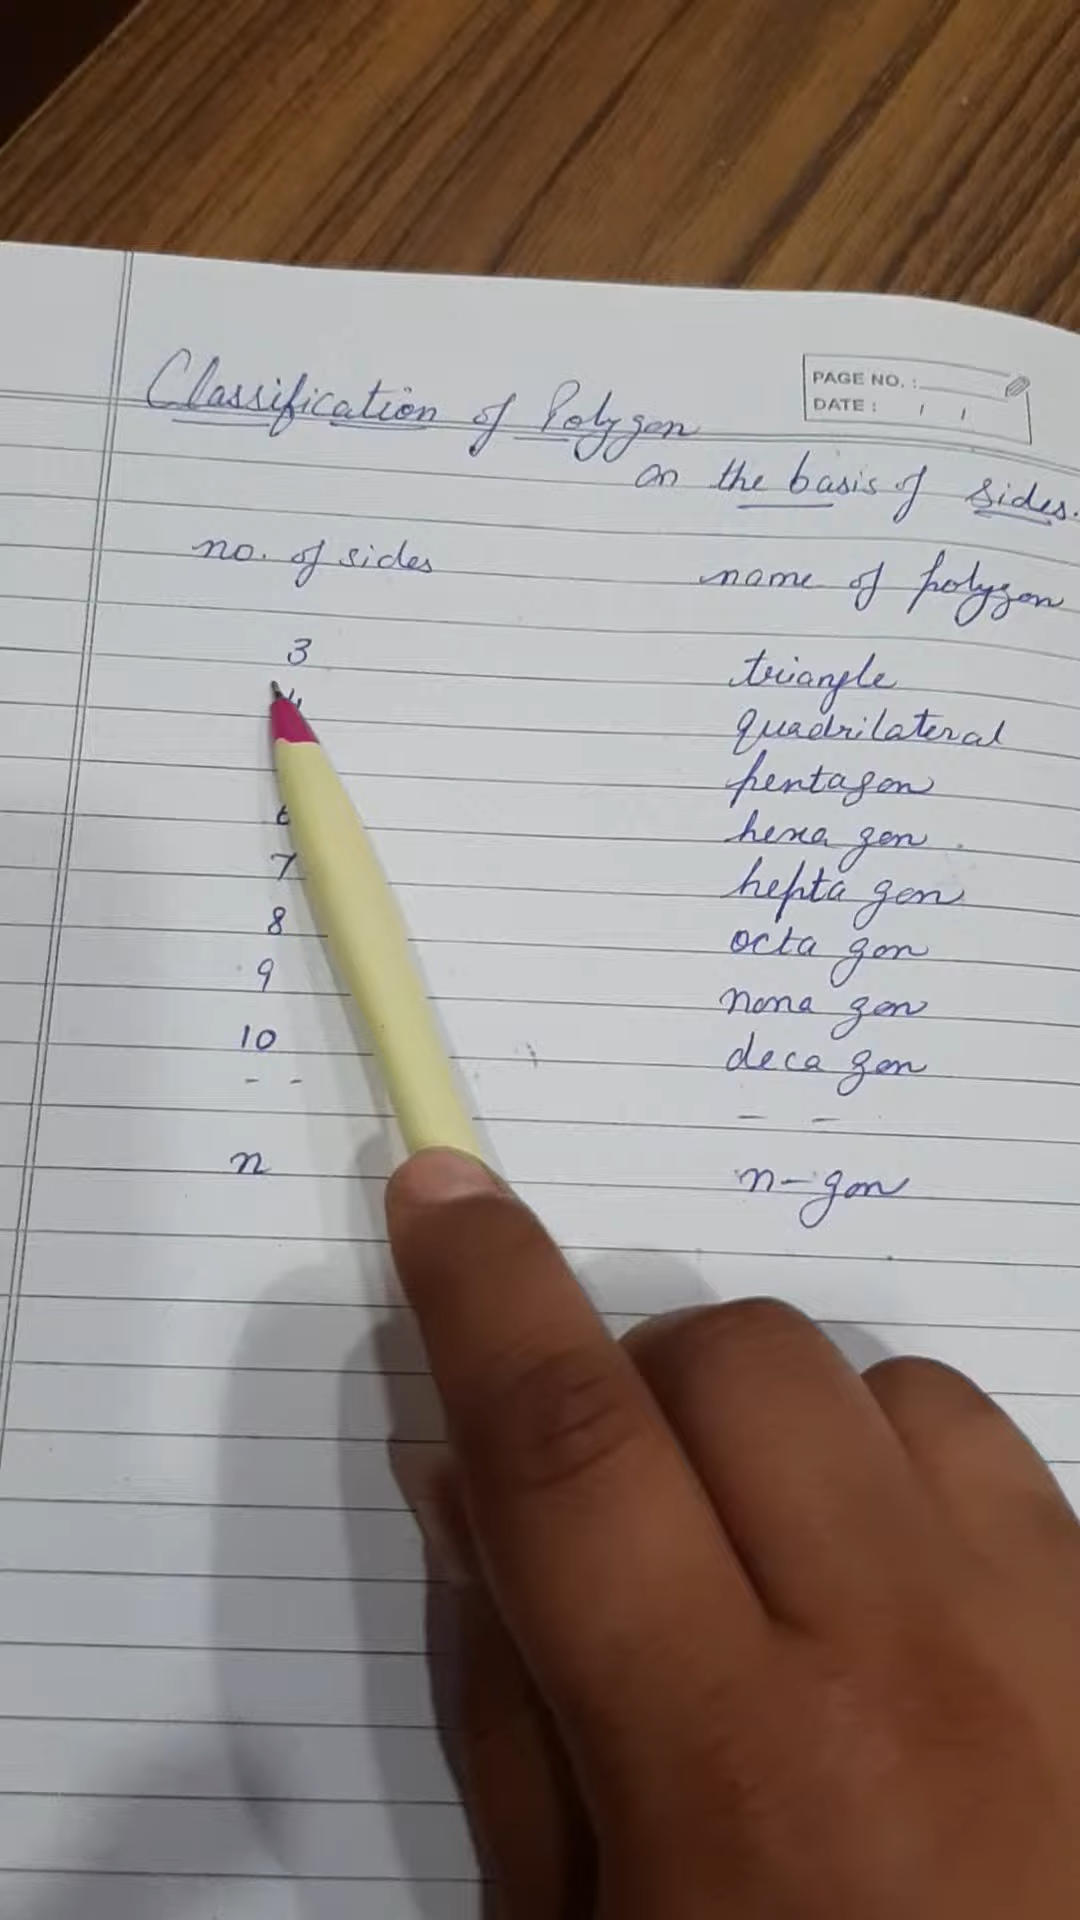 Classification of Polygon
PAGE NO. :
DATE : / /
on the basis of sides.
no. of sides name of polygon
3 triangle
quadrilateral
pentagon
6 hexa gon
7 hepta gon
8 octa gon
9 nona gon
10 deca gon
- - - -
n n-gon